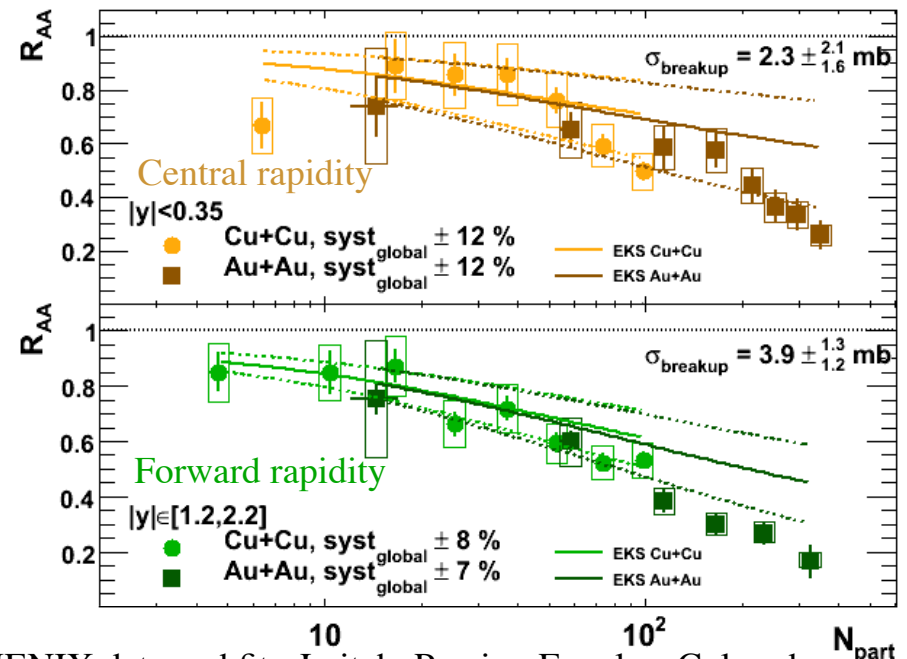 R_AA
1
0.8
0.6
0.4
0.2
σ_breakup = 2.3 ± 2.1 1.6 mb
Central rapidity
|y|<0.35
Cu+Cu, syst_global ± 12 %
Au+Au, syst_global ± 12 %
EKS Cu+Cu
EKS Au+Au
R_AA
1
0.8
0.6
0.4
0.2
σ_breakup = 3.9 ± 1.3 1.2 mb
Forward rapidity
|y|∈[1.2,2.2]
Cu+Cu, syst_global ± 8 %
Au+Au, syst_global ± 7 %
EKS Cu+Cu
EKS Au+Au
10
10²
N_part